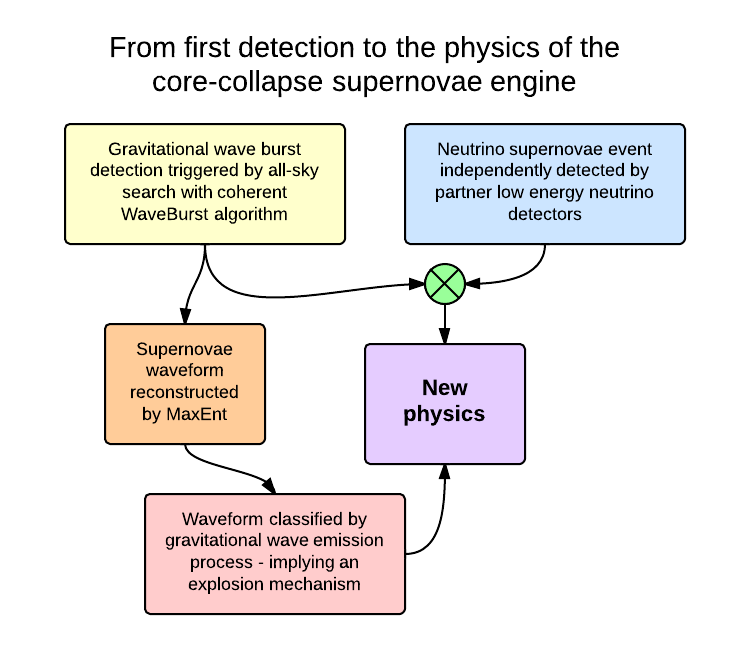 From first detection to the physics of the
core-collapse supernovae engine
Gravitational wave burst
detection triggered by all-sky
search with coherent
WaveBurst algorithm
Neutrino supernovae event
independently detected by
partner low energy neutrino
detectors
Supernovae
waveform
reconstructed
by MaxEnt
New
physics
Waveform classified by
gravitational wave emission
process - implying an
explosion mechanism